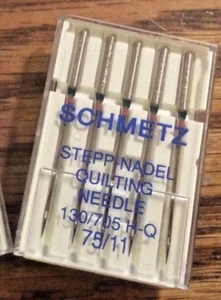 SCHMETZ
STEPP-NADEL
QUILTING
NEEDLE
130/705 H-Q
75/11